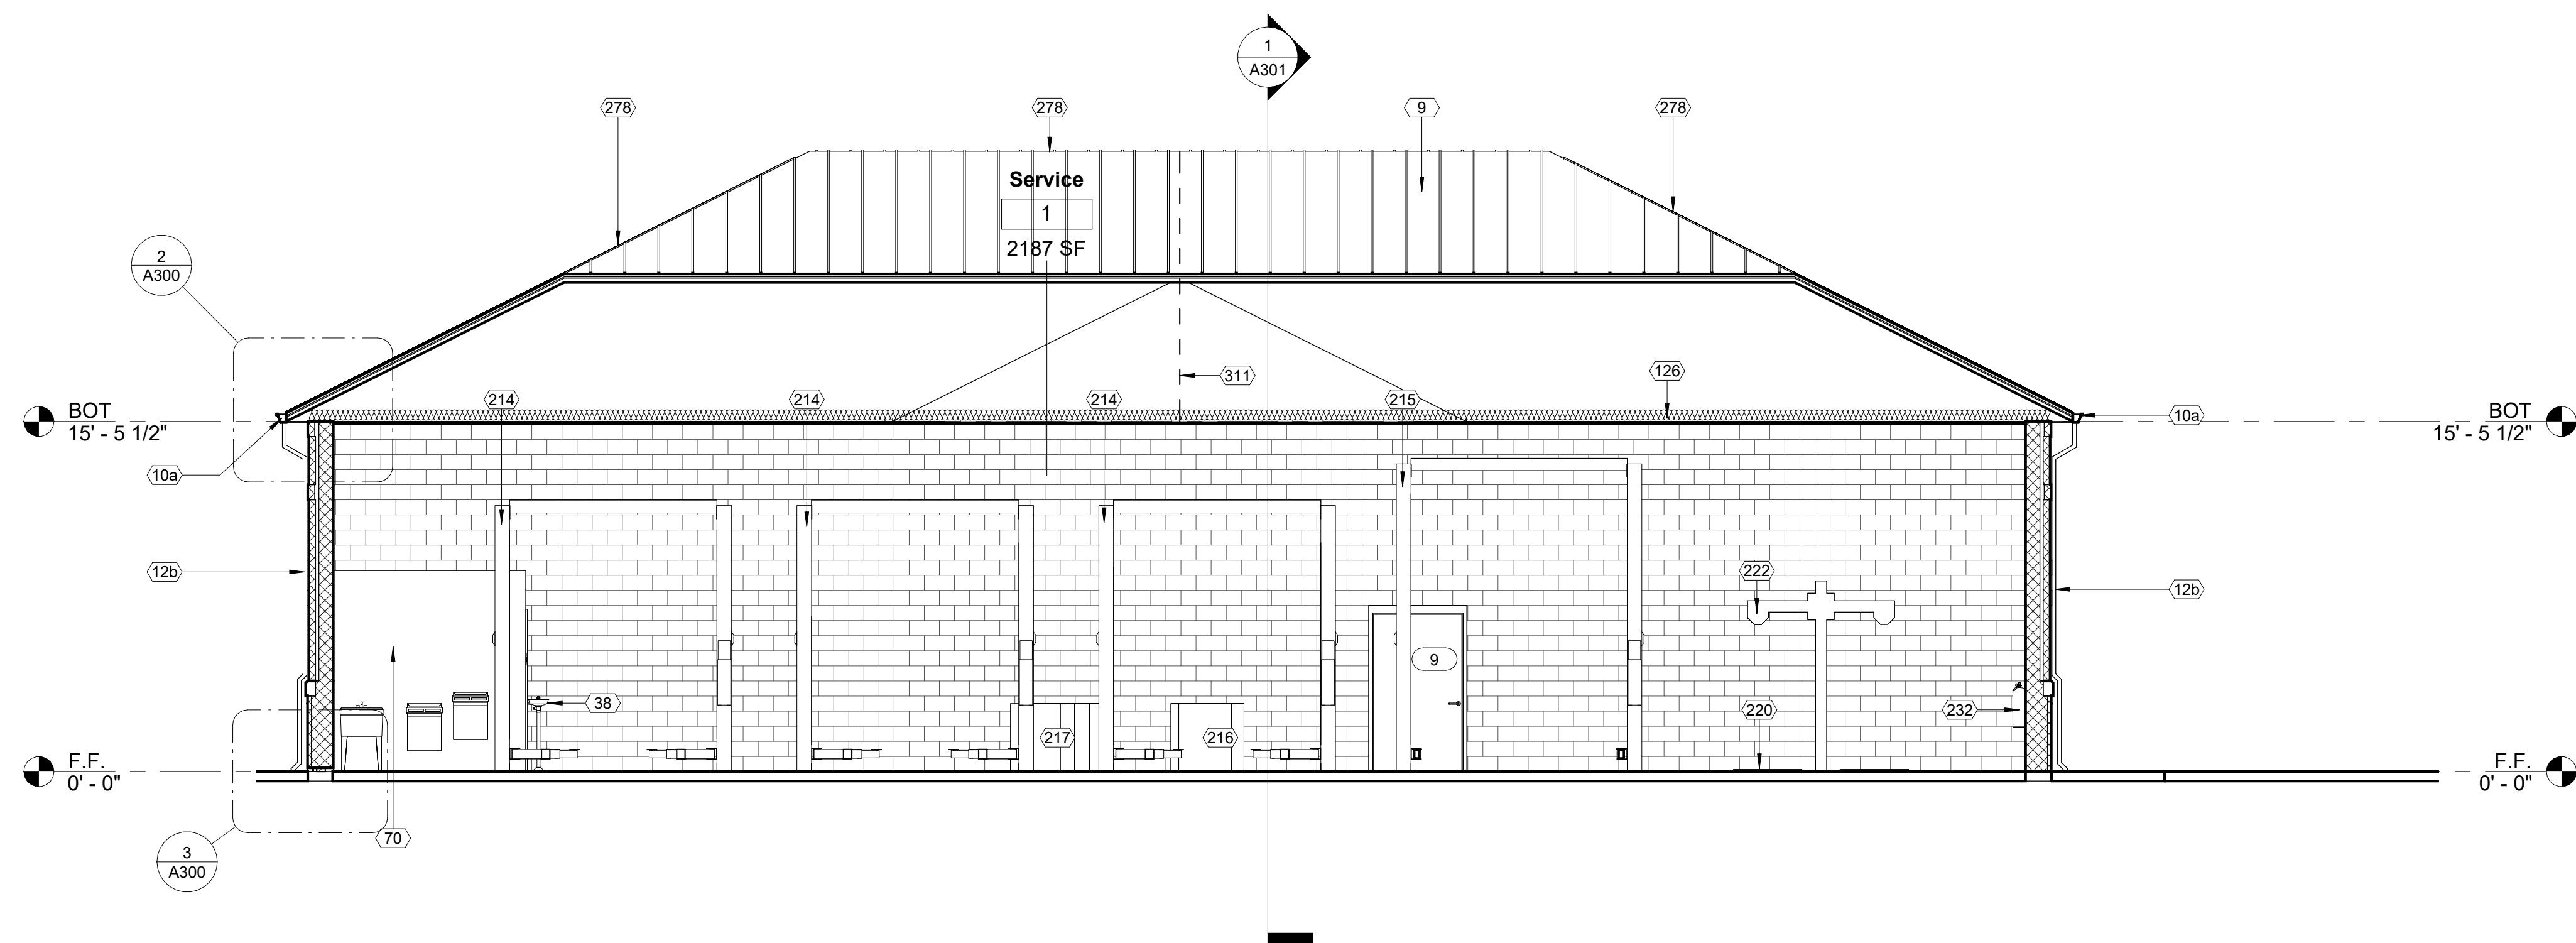 1
A301
278
278
9
278
Service
1
2187 SF
2
A300
311
126
214
214
214
215
BOT
15' - 5 1/2"
10a
BOT
15' - 5 1/2"
10a
12b
222
12b
9
38
220
232
217
216
F.F.
0' - 0"
F.F.
0' - 0"
70
3
A300